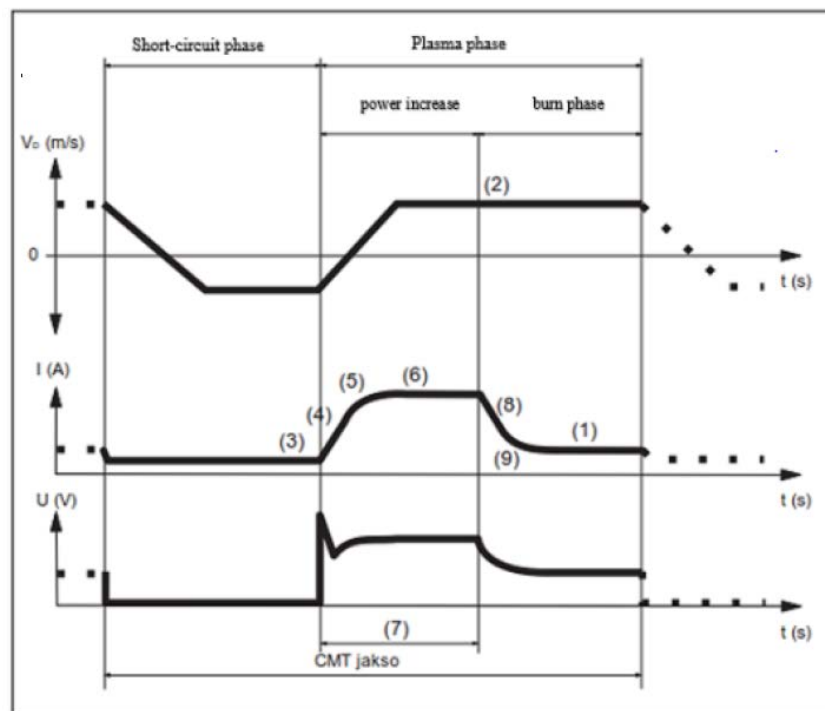 Short-circuit phase
Plasma phase
power increase
burn phase
V₀ (m/s)
(2)
0
t (s)
I (A)
(6)
(5)
(4)
(8)
(3)
(1)
(9)
t (s)
U (V)
(7)
t (s)
CMT jakso